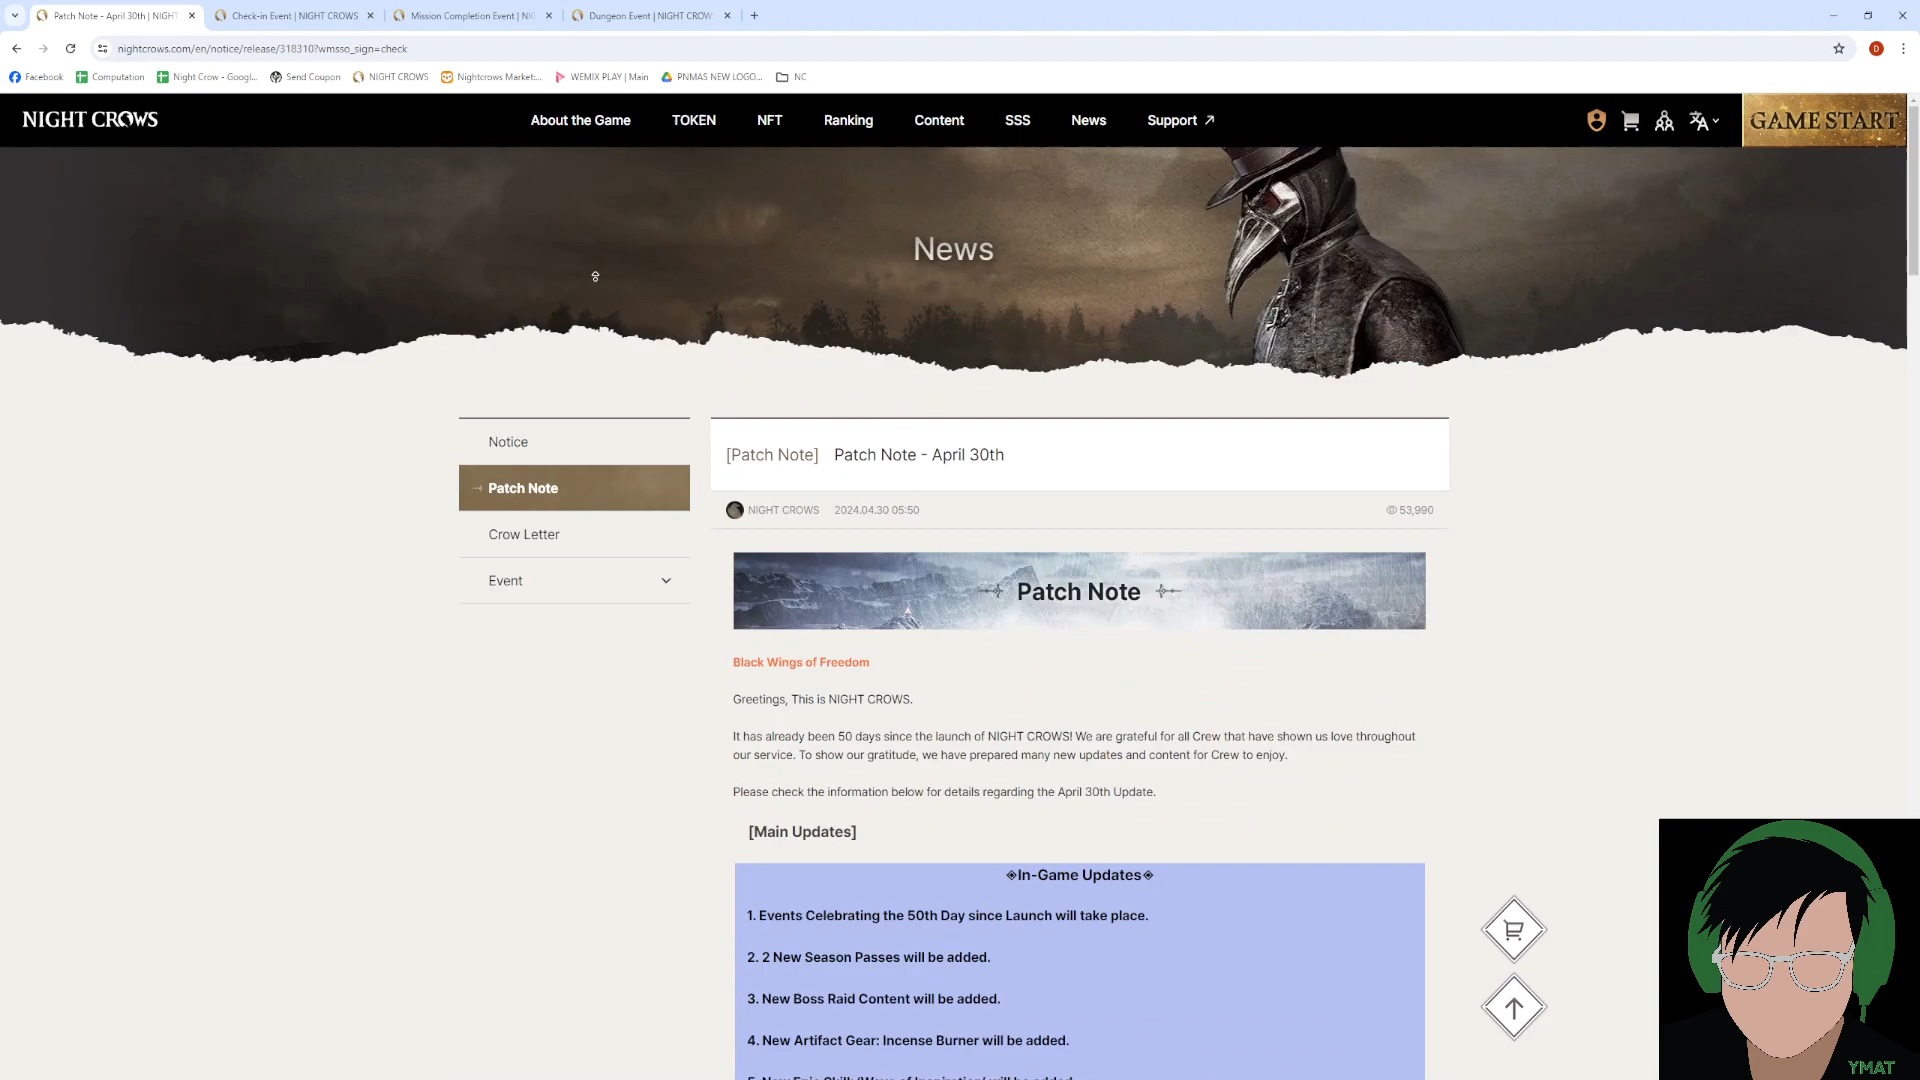 Patch Note - April 30th | NIGHT
Check-in Event | NIGHT CROWS
Mission Completion Event | NIG
Dungeon Event | NIGHT CROWS
nightcrows.com/en/notice/release/318310?wmsso_sign=check
D
Facebook
Computation
Night Crow - Googl...
Send Coupon
NIGHT CROWS
Nightcrows Market:...
WEMIX PLAY | Main
PNMAS NEW LOGO...
NC
NIGHT CROWS
About the Game
TOKEN
NFT
Ranking
Content
SSS
News
Support
GAME START
News
Notice
Patch Note
Crow Letter
Event
[Patch Note] Patch Note - April 30th
NIGHT CROWS 2024.04.30 05:50 53,990
Patch Note
Black Wings of Freedom
Greetings, This is NIGHT CROWS.
It has already been 50 days since the launch of NIGHT CROWS! We are grateful for all Crew that have shown us love throughout
our service. To show our gratitude, we have prepared many new updates and content for Crew to enjoy.
Please check the information below for details regarding the April 30th Update.
[Main Updates]
◈In-Game Updates◈
1. Events Celebrating the 50th Day since Launch will take place.
2. 2 New Season Passes will be added.
3. New Boss Raid Content will be added.
4. New Artifact Gear: Incense Burner will be added.
YMAT